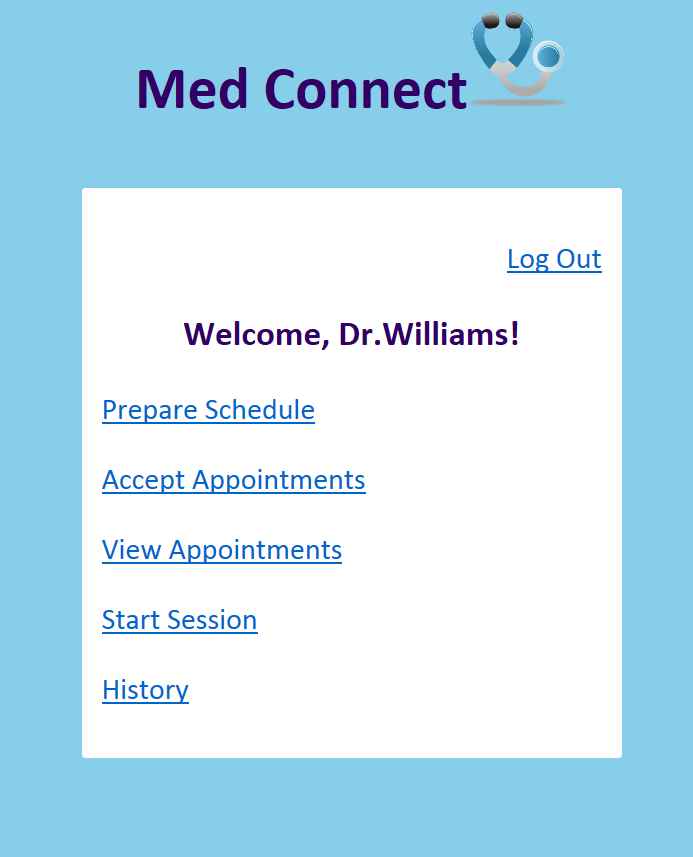 Med Connect
Log Out
Welcome, Dr.Williams!
Prepare Schedule
Accept Appointments
View Appointments
Start Session
History